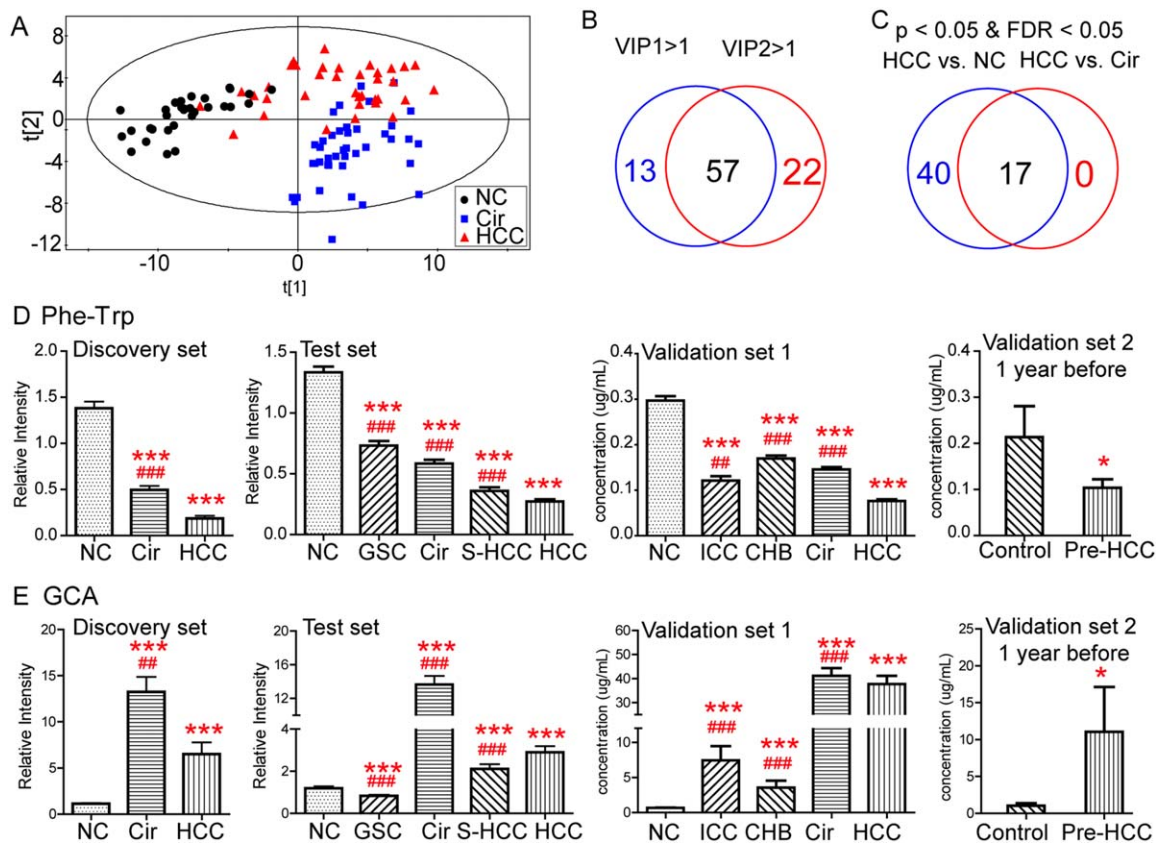 A
t[2]
8
4
0
-4
-8
-12
-10
0
10
t[1]
NC
Cir
HCC
B
VIP1>1 VIP2>1
13 57 22
C
p < 0.05 & FDR < 0.05
HCC vs. NC HCC vs. Cir
40 17 0
D Phe-Trp
Discovery set
Relative Intensity
2.0
1.5
1.0
0.5
0.0
***
###
***
NC Cir HCC
Test set
Relative Intensity
1.5
1.0
0.5
0.0
***
###
***
###
***
###
***
NC GSC Cir S-HCC HCC
Validation set 1
concentration (ug/mL)
0.3
0.2
0.1
0.0
***
##
***
###
***
###
***
NC ICC CHB Cir HCC
Validation set 2
1 year before
concentration (ug/mL)
0.4
0.3
0.2
0.1
0.0
*
Control Pre-HCC
E GCA
Discovery set
Relative Intensity
20
15
10
5
0
***
##
***
NC Cir HCC
Test set
Relative Intensity
16
12
8
4
2
0
***
###
***
###
***
###
***
NC GSC Cir S-HCC HCC
Validation set 1
concentration (ug/mL)
50
40
30
20
10
5
0
***
###
***
###
***
###
***
NC ICC CHB Cir HCC
Validation set 2
1 year before
concentration (ug/mL)
25
20
15
10
5
0
*
Control Pre-HCC